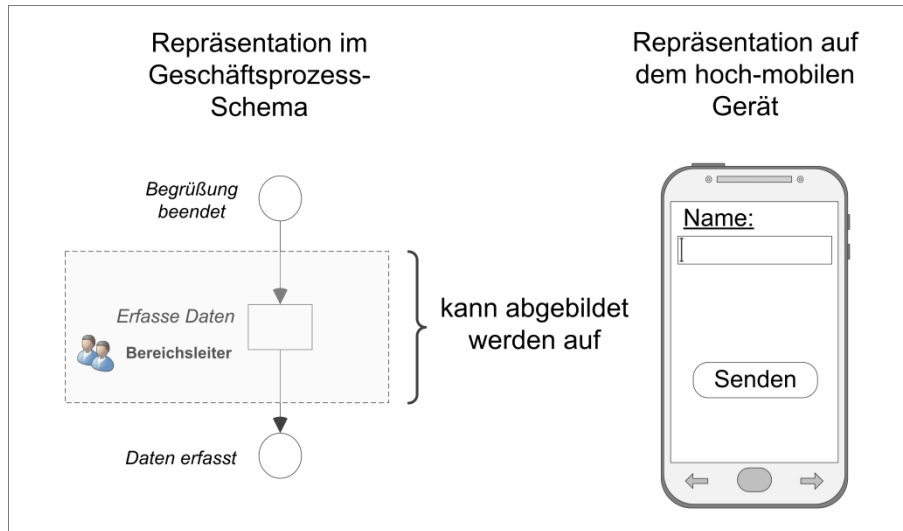 Repräsentation im
Geschäftsprozess-
Schema
Repräsentation auf
dem hoch-mobilen
Gerät
Begrüßung
beendet
Erfasse Daten
Bereichsleiter
Daten erfasst
kann abgebildet
werden auf
Name:
Senden